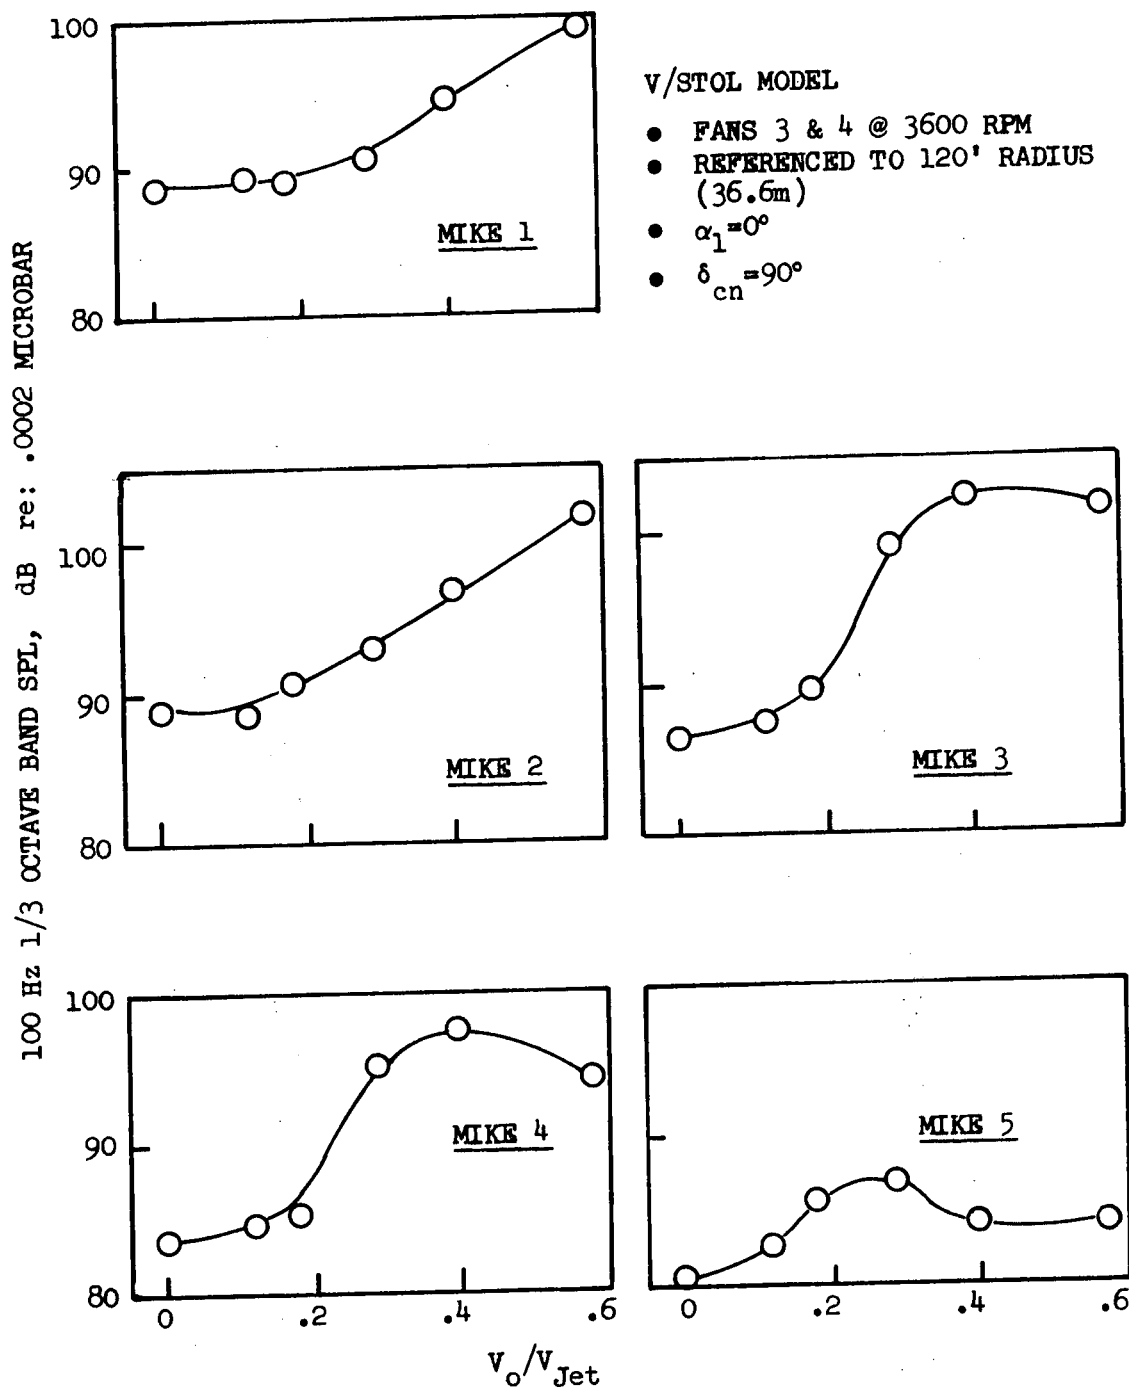 100 Hz 1/3 OCTAVE BAND SPL, dB re: .0002 MICROBAR
100
90
80
MIKE 1
V/STOL MODEL
● FANS 3 & 4 @ 3600 RPM
● REFERENCED TO 120' RADIUS
(36.6m)
● α₁=0°
● δcn=90°
100
90
80
MIKE 2
MIKE 3
100
90
80
MIKE 4
0 .2 .4 .6
MIKE 5
0 .2 .4 .6
Vo/VJet